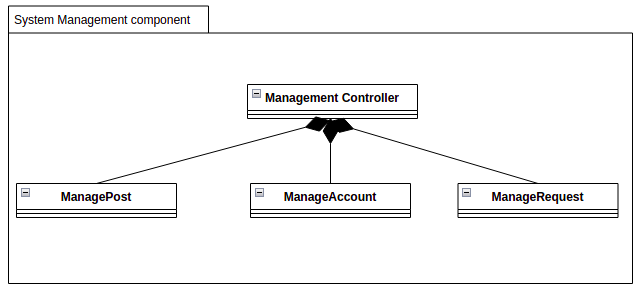 System Management component
Management Controller
ManagePost
ManageAccount
ManageRequest